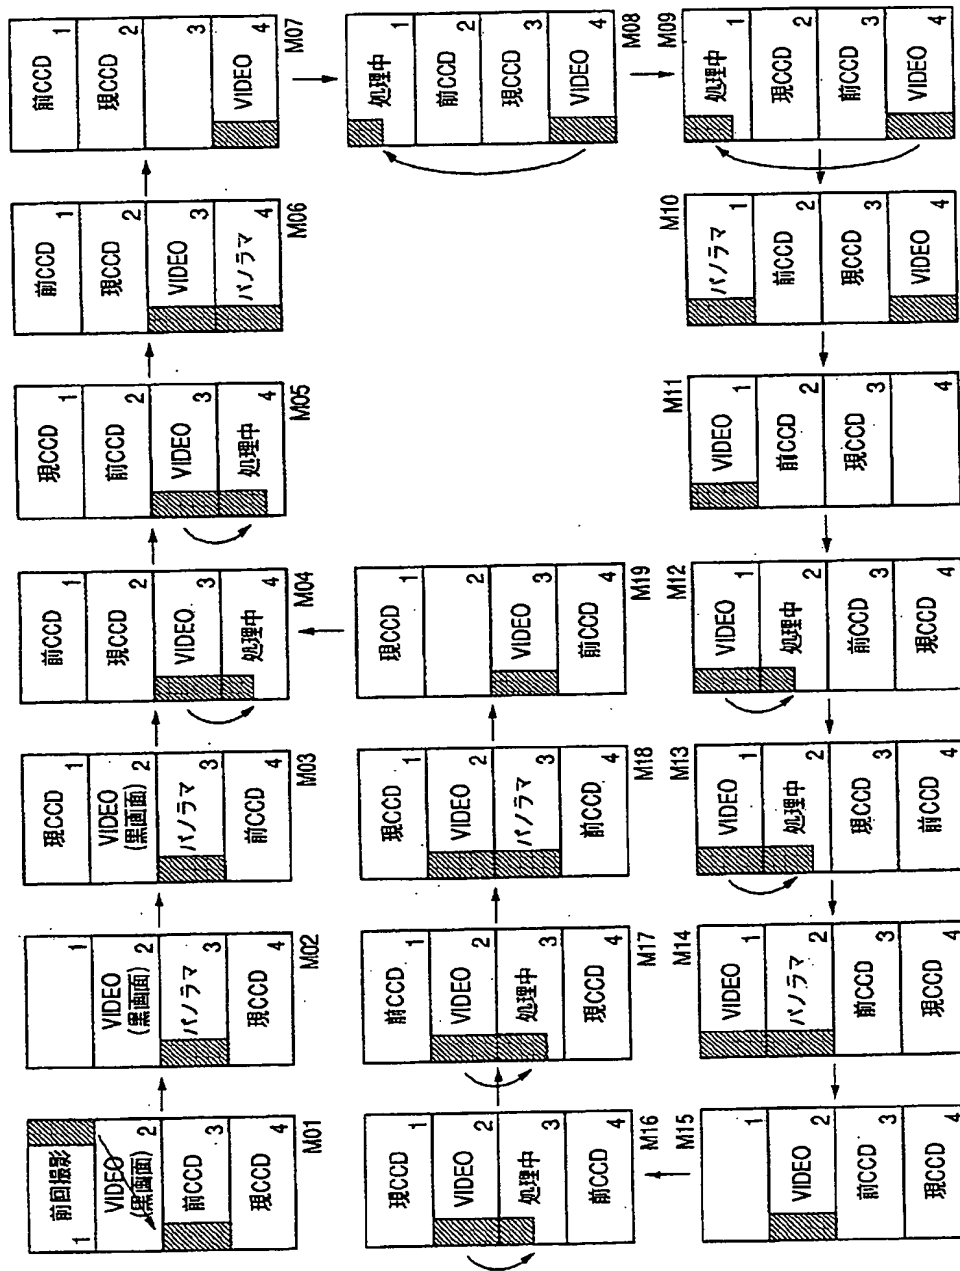 前回撮影
1
VIDEO
(黒画面)
2
前CCD
3
現CCD
4
M01
1
VIDEO
(黒画面)
2
パノラマ
3
現CCD
4
M02
現CCD
1
VIDEO
(黒画面)
2
パノラマ
3
前CCD
4
M03
前CCD
1
現CCD
2
VIDEO
3
処理中
4
M04
現CCD
1
前CCD
2
VIDEO
3
処理中
4
M05
前CCD
1
現CCD
2
VIDEO
3
パノラマ
4
M06
前CCD
1
現CCD
2
3
VIDEO
4
M07
処理中
1
前CCD
2
現CCD
3
VIDEO
4
M08
M09
処理中
1
現CCD
2
前CCD
3
VIDEO
4
M10
パノラマ
1
前CCD
2
現CCD
3
VIDEO
4
M11
VIDEO
1
前CCD
2
現CCD
3
4
M12
VIDEO
1
処理中
2
前CCD
3
現CCD
4
M13
VIDEO
1
処理中
2
現CCD
3
前CCD
4
M14
VIDEO
1
パノラマ
2
前CCD
3
現CCD
4
M15
1
VIDEO
2
前CCD
3
現CCD
4
現CCD
1
VIDEO
2
処理中
3
前CCD
4
M16
前CCD
1
VIDEO
2
処理中
3
現CCD
4
M17
現CCD
1
VIDEO
2
パノラマ
3
前CCD
4
M18
現CCD
1
2
VIDEO
3
前CCD
4
M19